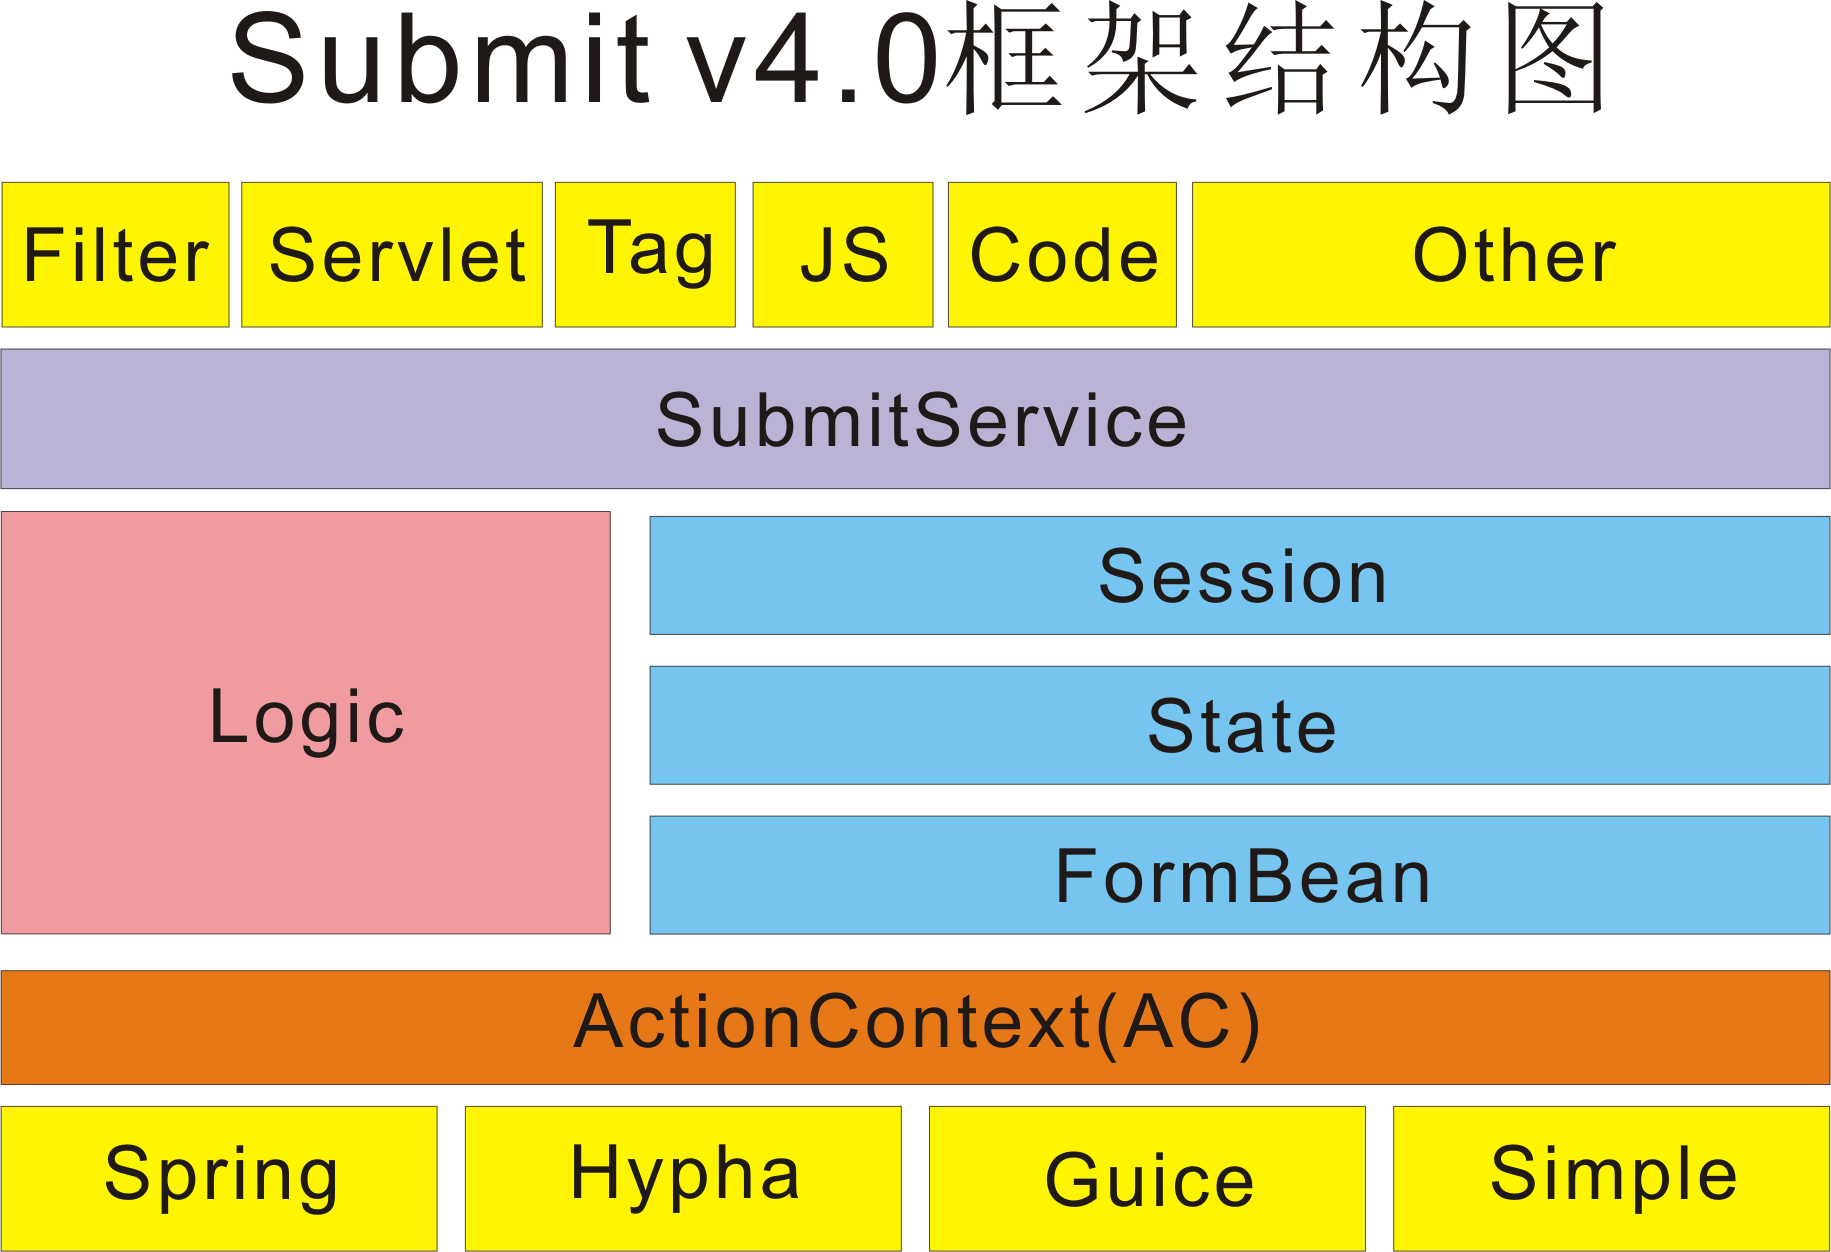 Submit v4.0框架结构图
Filter Servlet Tag JS Code Other
SubmitService
Logic
Session
State
FormBean
ActionContext(AC)
Spring Hypha Guice Simple